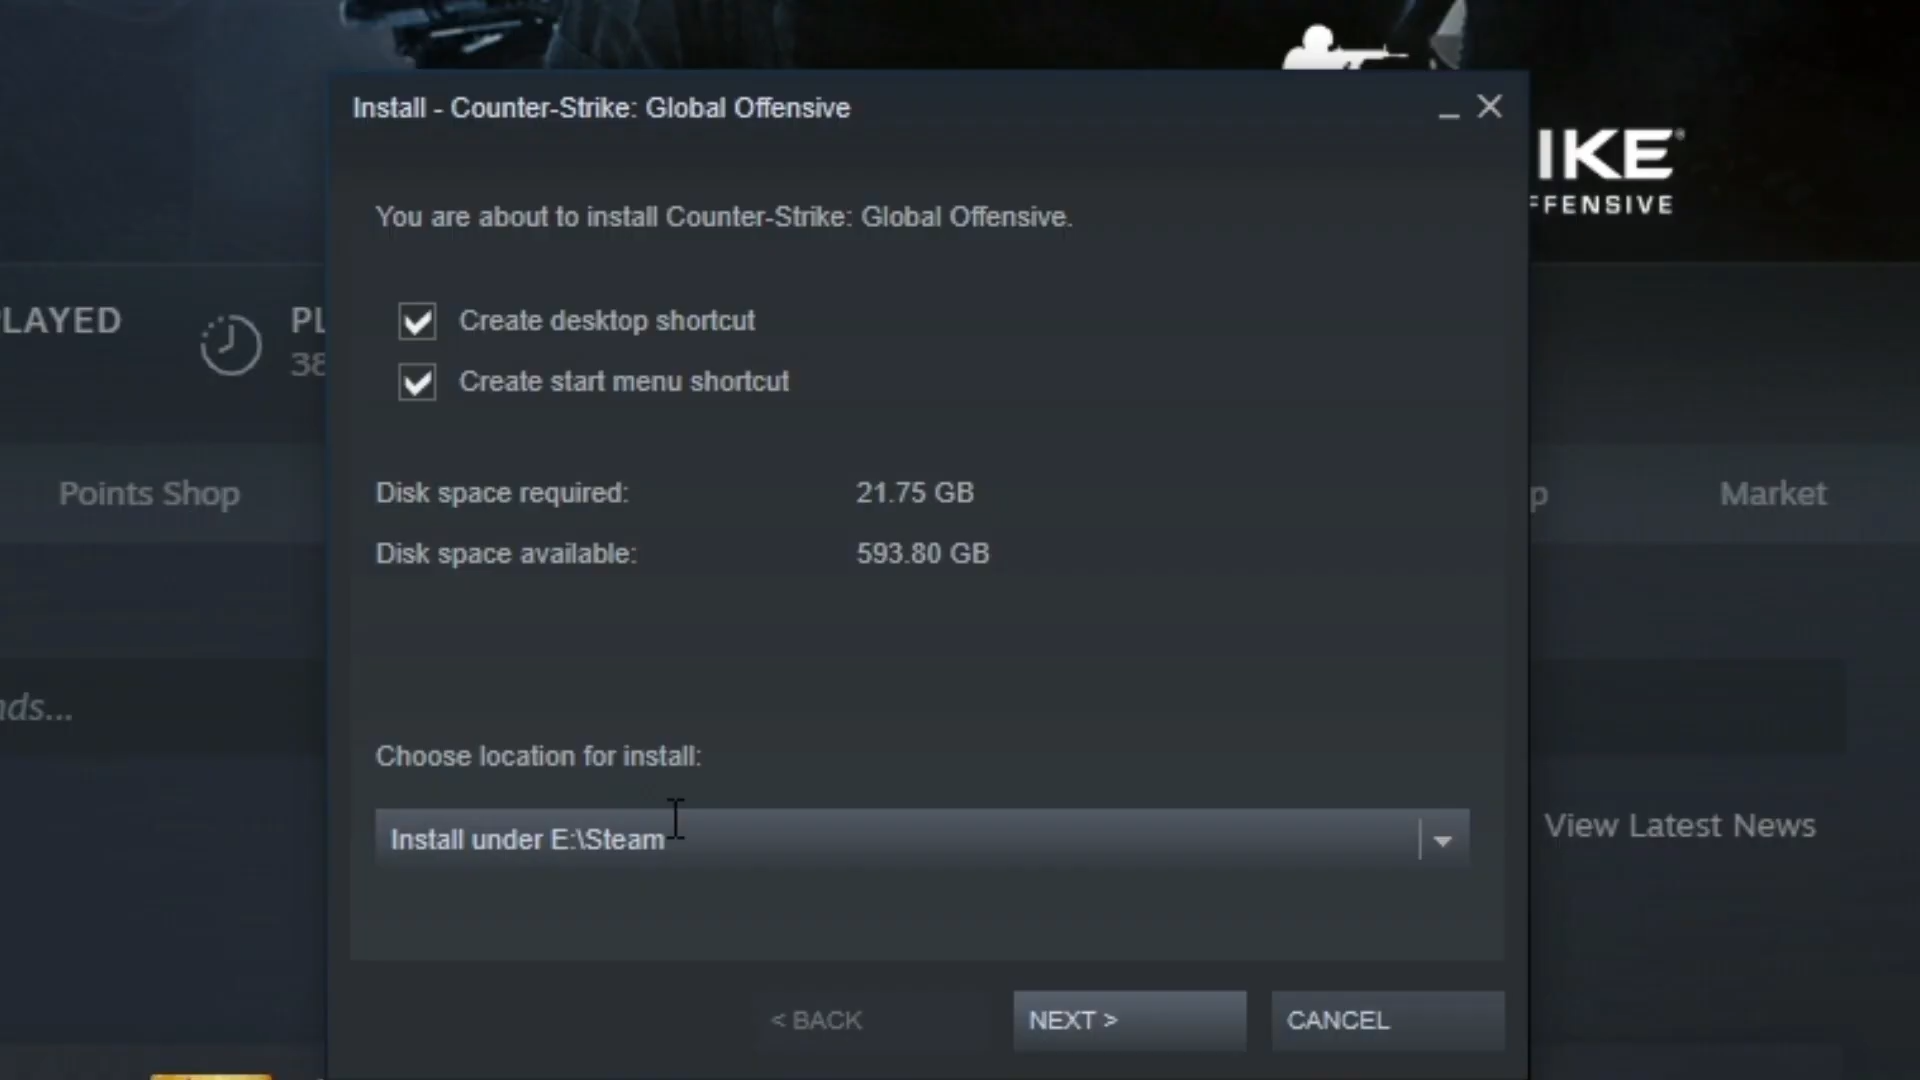 Install - Counter-Strike: Global Offensive
IKE®
FFENSIVE
You are about to install Counter-Strike: Global Offensive.
LAYED
PL
38
Create desktop shortcut
Create start menu shortcut
Points Shop
Disk space required: 21.75 GB
p
Market
Disk space available: 593.80 GB
nds...
Choose location for install:
Install under E:\Steam
View Latest News
< BACK
NEXT >
CANCEL